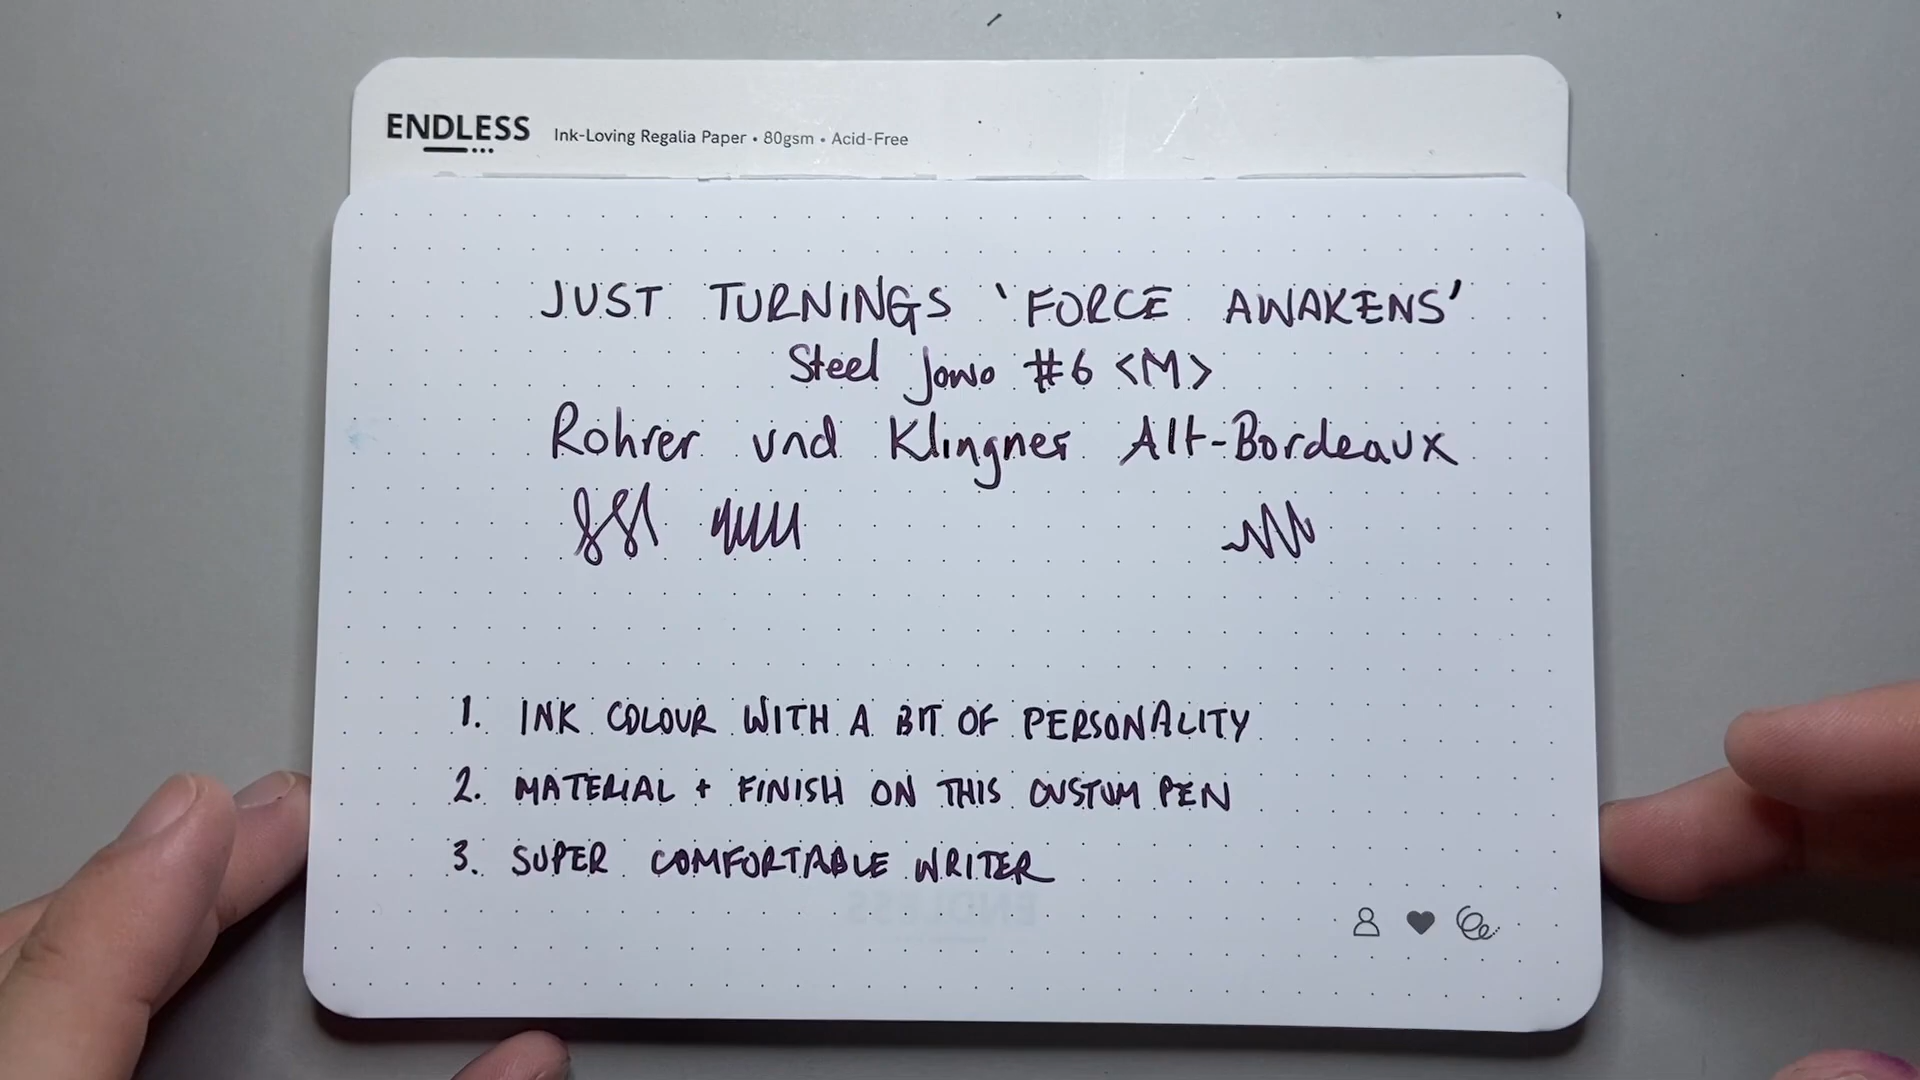 ENDLESS Ink-Loving Regalia Paper • 80gsm • Acid-Free
JUST TURNINGS 'FORCE AWAKENS'
Steel Jowo #6 <M>
Rohrer und Klingner Alt-Bordeaux
1. INK COLOUR WITH A BIT OF PERSONALITY
2. MATERIAL + FINISH ON THIS CUSTOM PEN
3. SUPER COMFORTABLE WRITER
ENDLESS